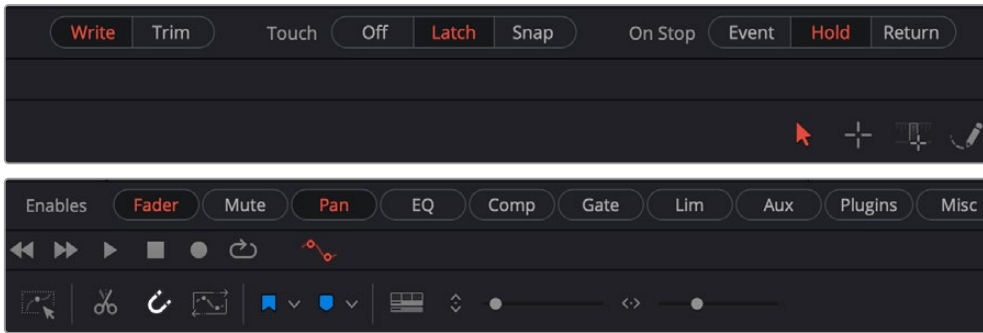 Write Trim Touch Off Latch Snap On Stop Event Hold Return
Enables Fader Mute Pan EQ Comp Gate Lim Aux Plugins Misc